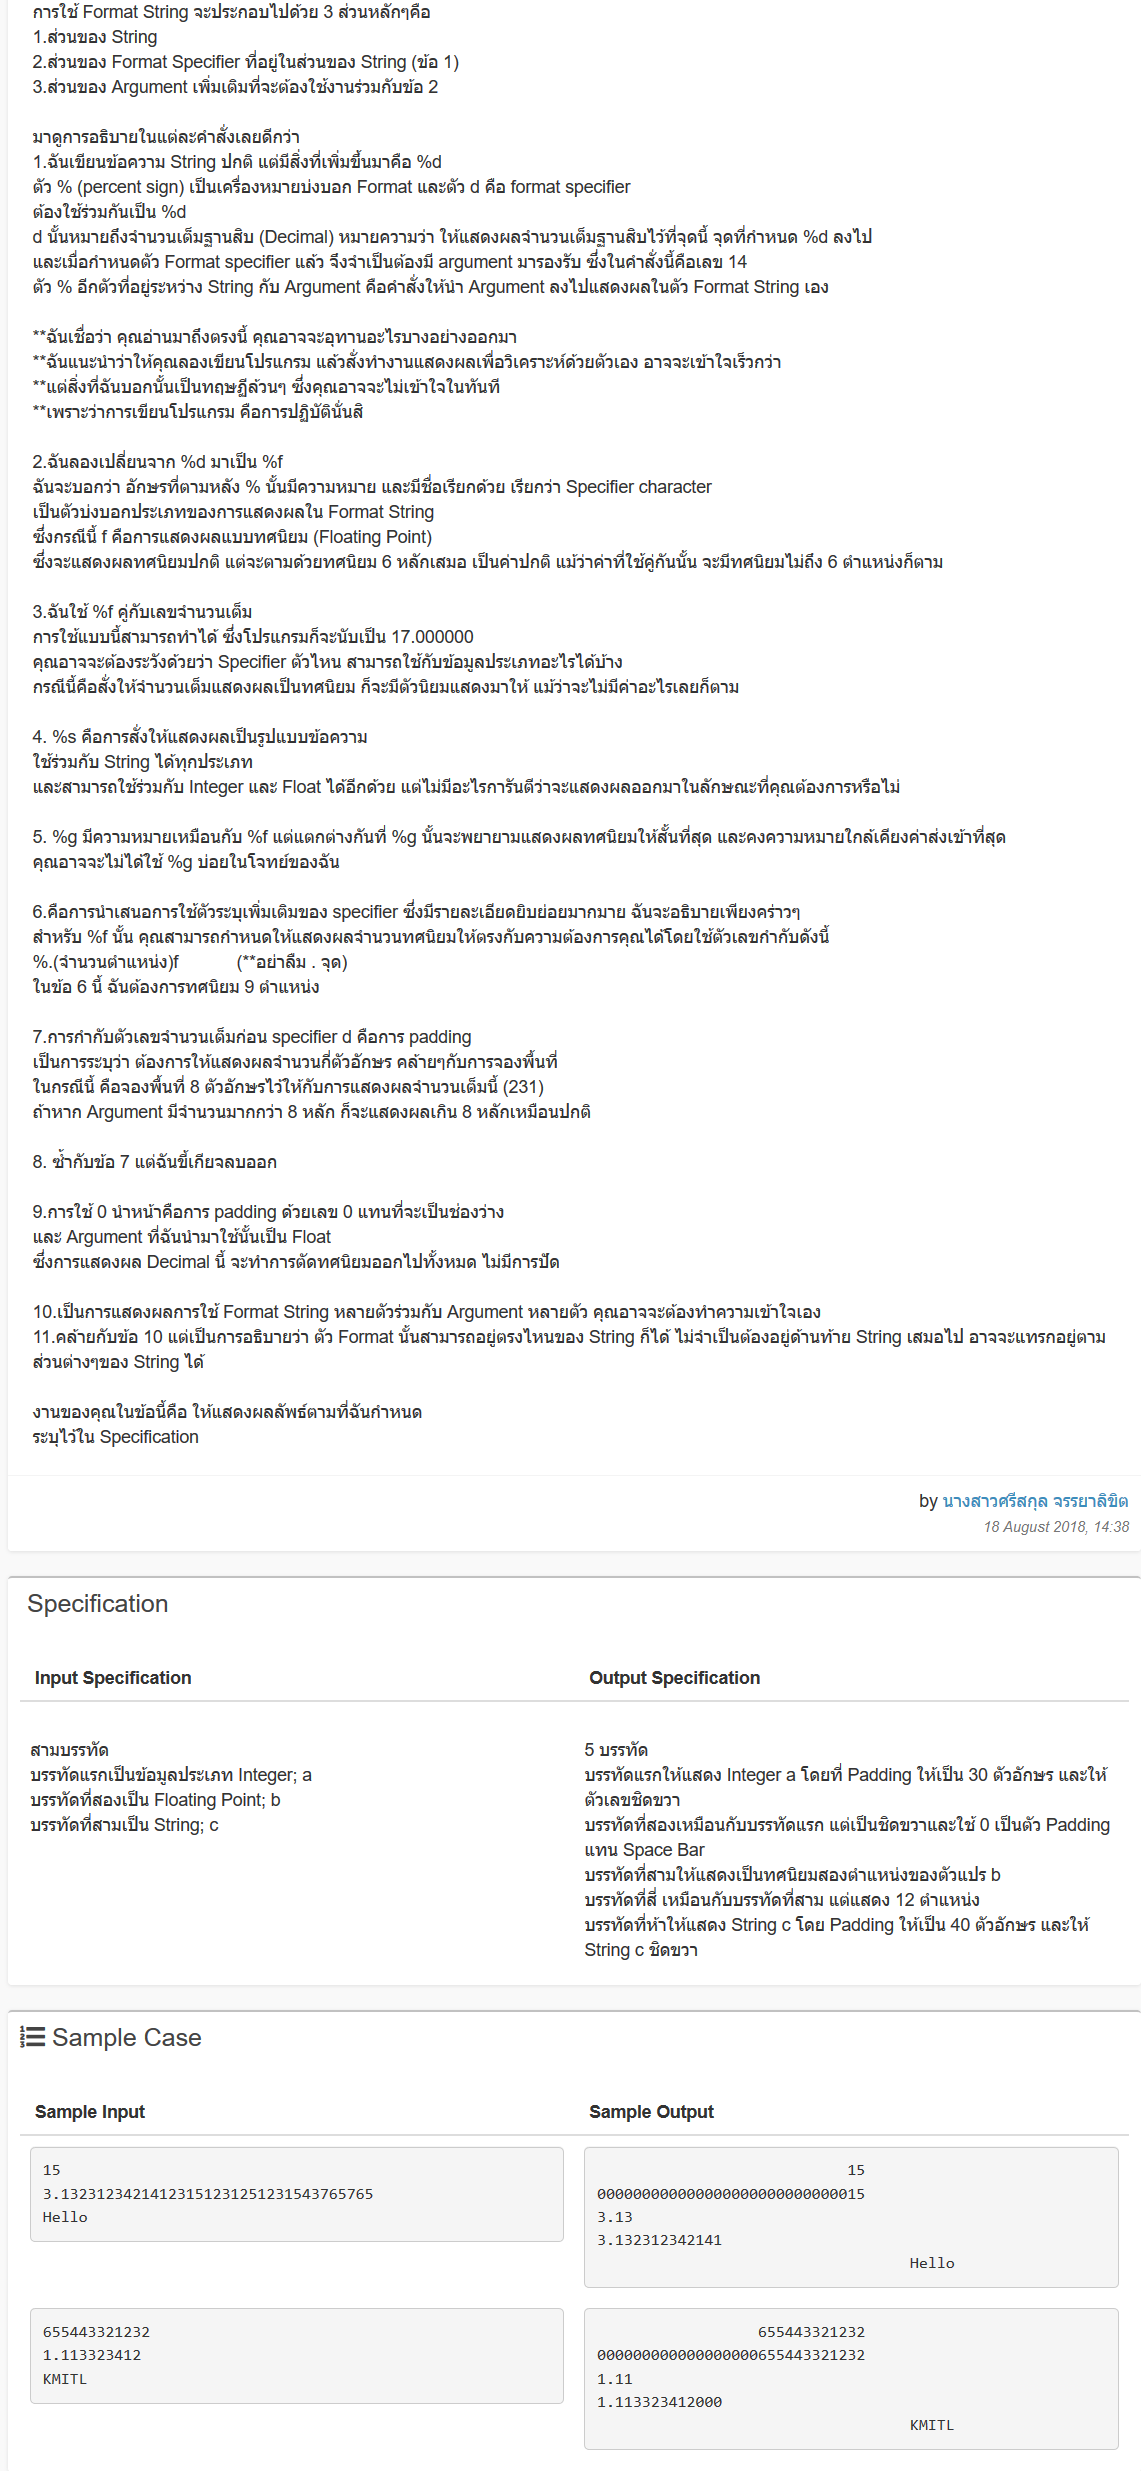 การใช้ Format String จะประกอบไปด้วย 3 ส่วนหลักๆคือ
1.ส่วนของ String
2.ส่วนของ Format Specifier ที่อยู่ในส่วนของ String (ข้อ 1)
3.ส่วนของ Argument เพิ่มเติมที่จะต้องใช้งานร่วมกับข้อ 2
มาดูการอธิบายในแต่ละคำสั่งเลยดีกว่า
1.ฉันเขียนข้อความ String ปกติ แต่มีสิ่งที่เพิ่มขึ้นมาคือ %d
ตัว % (percent sign) เป็นเครื่องหมายบ่งบอก Format และตัว d คือ format specifier
ต้องใช้ร่วมกันเป็น %d
d นั้นหมายถึงจำนวนเต็มฐานสิบ (Decimal) หมายความว่า ให้แสดงผลจำนวนเต็มฐานสิบไว้ที่จุดนี้ จุดที่กำหนด %d ลงไป
และเมื่อกำหนดตัว Format specifier แล้ว จึงจำเป็นต้องมี argument มารองรับ ซึ่งในคำสั่งนี้คือเลข 14
ตัว % อีกตัวที่อยู่ระหว่าง String กับ Argument คือคำสั่งให้นำ Argument ลงไปแสดงผลในตัว Format String เอง
**ฉันเชื่อว่า คุณอ่านมาถึงตรงนี้ คุณอาจจะอุทานอะไรบางอย่างออกมา
**ฉันแนะนำว่าให้คุณลองเขียนโปรแกรม แล้วสั่งทำงานแสดงผลเพื่อวิเคราะห์ด้วยตัวเอง อาจจะเข้าใจเร็วกว่า
**แต่สิ่งที่ฉันบอกนั้นเป็นทฤษฏีล้วนๆ ซึ่งคุณอาจจะไม่เข้าใจในทันที
**เพราะว่าการเขียนโปรแกรม คือการปฏิบัตินั่นสิ
2.ฉันลองเปลี่ยนจาก %d มาเป็น %f
ฉันจะบอกว่า อักษรที่ตามหลัง % นั้นมีความหมาย และมีชื่อเรียกด้วย เรียกว่า Specifier character
เป็นตัวบ่งบอกประเภทของการแสดงผลใน Format String
ซึ่งกรณีนี้ f คือการแสดงผลแบบทศนิยม (Floating Point)
ซึ่งจะแสดงผลทศนิยมปกติ แต่จะตามด้วยทศนิยม 6 หลักเสมอ เป็นค่าปกติ แม้ว่าค่าที่ใช้คู่กันนั้น จะมีทศนิยมไม่ถึง 6 ตำแหน่งก็ตาม
3.ฉันใช้ %f คู่กับเลขจำนวนเต็ม
การใช้แบบนี้สามารถทำได้ ซึ่งโปรแกรมก็จะนับเป็น 17.000000
คุณอาจจะต้องระวังด้วยว่า Specifier ตัวไหน สามารถใช้กับข้อมูลประเภทอะไรได้บ้าง
กรณีนี้คือสั่งให้จำนวนเต็มแสดงผลเป็นทศนิยม ก็จะมีตัวนิยมแสดงมาให้ แม้ว่าจะไม่มีค่าอะไรเลยก็ตาม
4. %s คือการสั่งให้แสดงผลเป็นรูปแบบข้อความ
ใช้ร่วมกับ String ได้ทุกประเภท
และสามารถใช้ร่วมกับ Integer และ Float ได้อีกด้วย แต่ไม่มีอะไรการันตีว่าจะแสดงผลออกมาในลักษณะที่คุณต้องการหรือไม่
5. %g มีความหมายเหมือนกับ %f แต่แตกต่างกันที่ %g นั้นจะพยายามแสดงผลทศนิยมให้สั้นที่สุด และคงความหมายใกล้เคียงค่าส่งเข้าที่สุด
คุณอาจจะไม่ได้ใช้ %g บ่อยในโจทย์ของฉัน
6.คือการนำเสนอการใช้ตัวระบุเพิ่มเติมของ specifier ซึ่งมีรายละเอียดยิบย่อยมากมาย ฉันจะอธิบายเพียงคร่าวๆ
สำหรับ %f นั้น คุณสามารถกำหนดให้แสดงผลจำนวนทศนิยมให้ตรงกับความต้องการคุณได้โดยใช้ตัวเลขกำกับดังนี้
%.(จำนวนตำแหน่ง)f (**อย่าลืม . จุด)
ในข้อ 6 นี้ ฉันต้องการทศนิยม 9 ตำแหน่ง
7.การกำกับตัวเลขจำนวนเต็มก่อน specifier d คือการ padding
เป็นการระบุว่า ต้องการให้แสดงผลจำนวนกี่ตัวอักษร คล้ายๆกับการจองพื้นที่
ในกรณีนี้ คือจองพื้นที่ 8 ตัวอักษรไว้ให้กับการแสดงผลจำนวนเต็มนี้ (231)
ถ้าหาก Argument มีจำนวนมากกว่า 8 หลัก ก็จะแสดงผลเกิน 8 หลักเหมือนปกติ
8. ซ้ำกับข้อ 7 แต่ฉันขี้เกียจลบออก
9.การใช้ 0 นำหน้าคือการ padding ด้วยเลข 0 แทนที่จะเป็นช่องว่าง
และ Argument ที่ฉันนำมาใช้นั้นเป็น Float
ซึ่งการแสดงผล Decimal นี้ จะทำการตัดทศนิยมออกไปทั้งหมด ไม่มีการปัด
10.เป็นการแสดงผลการใช้ Format String หลายตัวร่วมกับ Argument หลายตัว คุณอาจจะต้องทำความเข้าใจเอง
11.คล้ายกับข้อ 10 แต่เป็นการอธิบายว่า ตัว Format นั้นสามารถอยู่ตรงไหนของ String ก็ได้ ไม่จำเป็นต้องอยู่ด้านท้าย String เสมอไป อาจจะแทรกอยู่ตาม
ส่วนต่างๆของ String ได้
งานของคุณในข้อนี้คือ ให้แสดงผลลัพธ์ตามที่ฉันกำหนด
ระบุไว้ใน Specification
by นางสาวศรีสกุล จรรยาลิขิต
18 August 2018, 14:38
Specification
Input Specification
สามบรรทัด
บรรทัดแรกเป็นข้อมูลประเภท Integer; a
บรรทัดที่สองเป็น Floating Point; b
บรรทัดที่สามเป็น String; c
Output Specification
5 บรรทัด
บรรทัดแรกให้แสดง Integer a โดยที่ Padding ให้เป็น 30 ตัวอักษร และให้
ตัวเลขชิดขวา
บรรทัดที่สองเหมือนกับบรรทัดแรก แต่เป็นชิดขวาและใช้ 0 เป็นตัว Padding
แทน Space Bar
บรรทัดที่สามให้แสดงเป็นทศนิยมสองตำแหน่งของตัวแปร b
บรรทัดที่สี่ เหมือนกับบรรทัดที่สาม แต่แสดง 12 ตำแหน่ง
บรรทัดที่ห้าให้แสดง String c โดย Padding ให้เป็น 40 ตัวอักษร และให้
String c ชิดขวา
Sample Case
Sample Input
Sample Output
15
3.13231234214123151231251231543765765
Hello
15
000000000000000000000000000015
3.13
3.132312342141
Hello
655443321232
1.113323412
KMITL
655443321232
000000000000000000655443321232
1.11
1.113323412000
KMITL